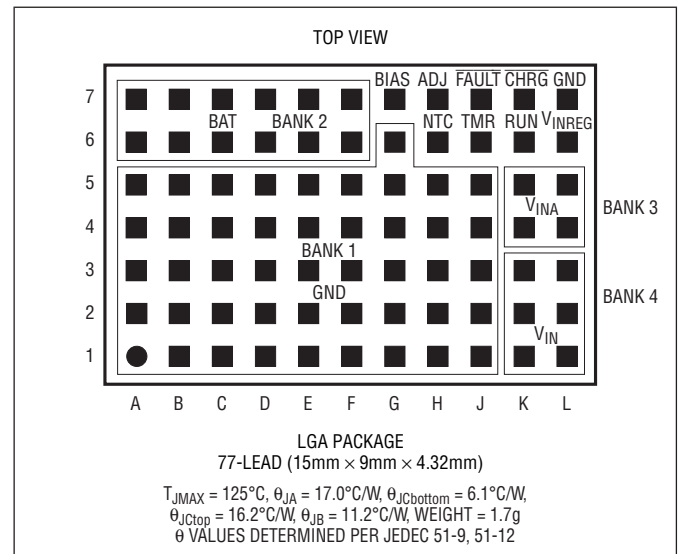 TOP VIEW
BIAS ADJ FAULT CHRG GND
7
BAT BANK 2 NTC TMR RUN VINREG
6
5
VINA BANK 3
4
BANK 1
3
GND
2 BANK 4
VIN
1
A B C D E F G H J K L
LGA PACKAGE
77-LEAD (15mm × 9mm × 4.32mm)
TJMAX = 125°C, θJA = 17.0°C/W, θJCbottom = 6.1°C/W,
θJCtop = 16.2°C/W, θJB = 11.2°C/W, WEIGHT = 1.7g
θ VALUES DETERMINED PER JEDEC 51-9, 51-12